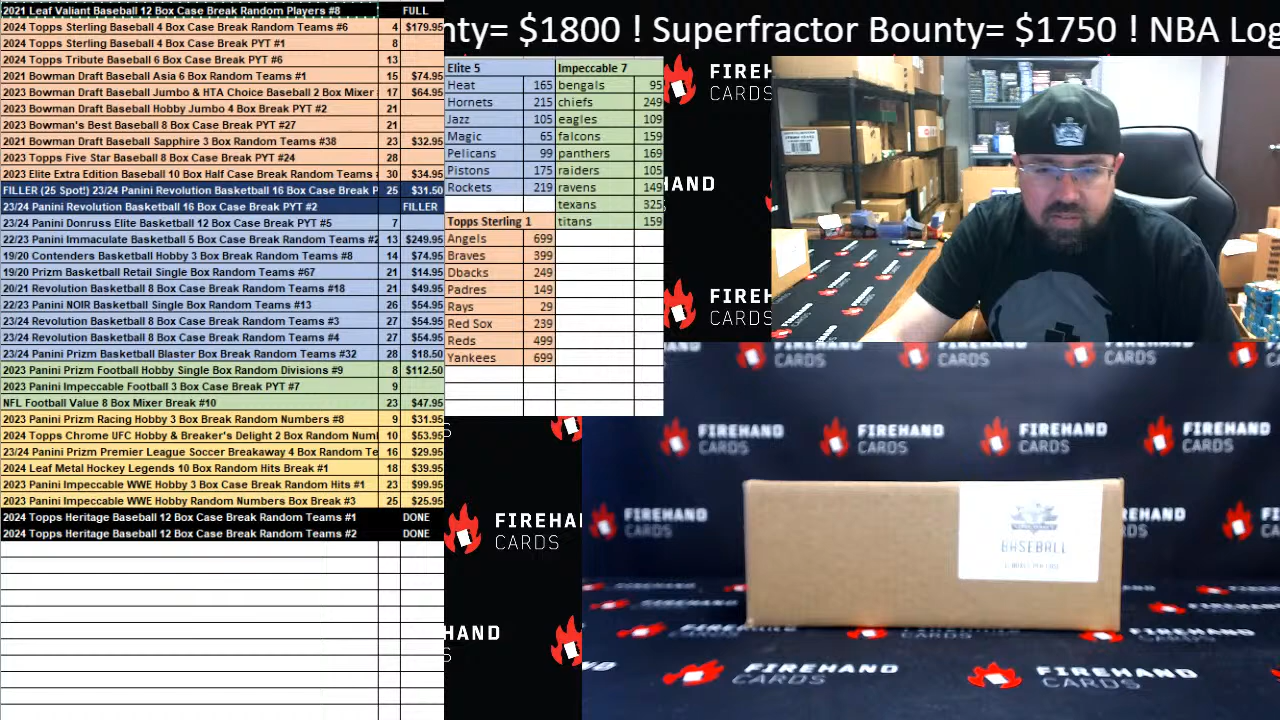 nty= $1800 ! Superfractor Bounty= $1750 ! NBA Log
2021 Leaf Valiant Baseball 12 Box Case Break Random Players #8 FULL
2024 Topps Sterling Baseball 4 Box Case Break Random Teams #6 4 $179.95
2024 Topps Sterling Baseball 4 Box Case Break PYT #1 8
2024 Topps Tribute Baseball 6 Box Case Break PYT #6 13
2021 Bowman Draft Baseball Asia 6 Box Random Teams #1 15 $74.95
2023 Bowman Draft Baseball Jumbo & HTA Choice Baseball 2 Box Mixer 17 $64.95
2023 Bowman Draft Baseball Hobby Jumbo 4 Box Break PYT #2 21
2023 Bowman's Best Baseball 8 Box Case Break PYT #27 21
2021 Bowman Draft Baseball Sapphire 3 Box Random Teams #38 23 $32.95
2023 Topps Five Star Baseball 8 Box Case Break PYT #24 28
2023 Elite Extra Edition Baseball 10 Box Half Case Break Random Teams 30 $34.95
FILLER (25 Spot!) 23/24 Panini Revolution Basketball 16 Box Case Break P 25 $31.50
23/24 Panini Revolution Basketball 16 Box Case Break PYT #2 FILLER
23/24 Panini Donruss Elite Basketball 12 Box Case Break PYT #5 7
22/23 Panini Immaculate Basketball 5 Box Case Break Random Teams #2 13 $249.95
19/20 Contenders Basketball Hobby 3 Box Break Random Teams #8 14 $74.95
19/20 Prizm Basketball Retail Single Box Random Teams #67 21 $14.95
20/21 Revolution Basketball 8 Box Case Break Random Teams #18 21 $49.95
22/23 Panini NOIR Basketball Single Box Random Teams #13 26 $54.95
23/24 Revolution Basketball 8 Box Case Break Random Teams #3 27 $54.95
23/24 Revolution Basketball 8 Box Case Break Random Teams #4 27 $54.95
23/24 Panini Prizm Basketball Blaster Box Break Random Teams #32 28 $18.50
2023 Panini Prizm Football Hobby Single Box Random Divisions #9 8 $112.50
2023 Panini Impeccable Football 3 Box Case Break PYT #7 9
NFL Football Value 8 Box Mixer Break #10 23 $47.95
2023 Panini Prizm Racing Hobby 3 Box Break Random Numbers #8 9 $31.95
2024 Topps Chrome UFC Hobby & Breaker's Delight 2 Box Random Num 10 $53.95
23/24 Panini Prizm Premier League Soccer Breakaway 4 Box Random Te 16 $29.95
2024 Leaf Metal Hockey Legends 10 Box Random Hits Break #1 18 $39.95
2023 Panini Impeccable WWE Hobby 3 Box Case Break Random Hits #1 23 $99.95
2023 Panini Impeccable WWE Hobby Random Numbers Box Break #3 25 $25.95
2024 Topps Heritage Baseball 12 Box Case Break Random Teams #1 DONE
2024 Topps Heritage Baseball 12 Box Case Break Random Teams #2 DONE
Elite 5
Heat 165
Hornets 215
Jazz 105
Magic 65
Pelicans 99
Pistons 175
Rockets 219
Topps Sterling 1
Angels 699
Braves 399
Dbacks 249
Padres 149
Rays 29
Red Sox 239
Reds 499
Yankees 699
Impeccable 7
bengals 95
chiefs 249
eagles 109
falcons 159
panthers 169
raiders 105
ravens 149
texans 325
titans 159
FIREH
CARDS
HAND
FIREH
CARDS
FIREHAND
CARDS
FIREHAND
CARDS
FIREHAND
CARDS
FIREHA
CARDS
HAND
BASEBALL
FIREHAND
CARDS
FIREHAND
CARDS